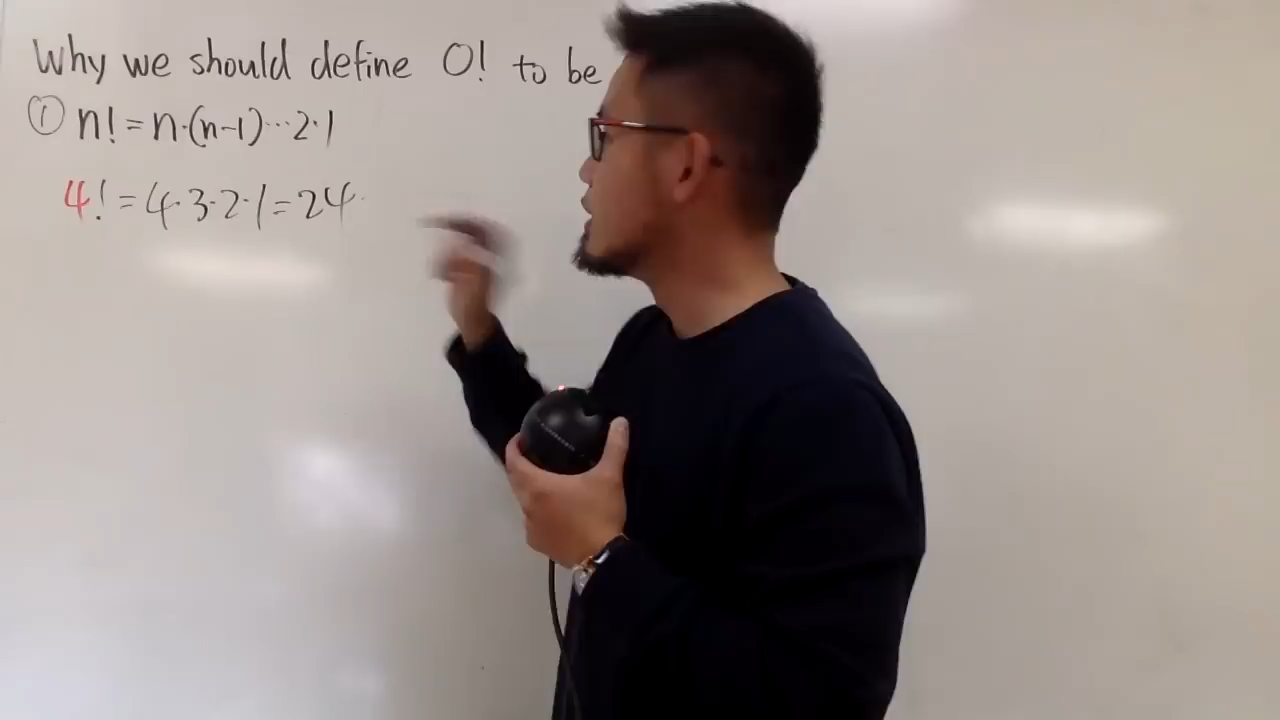 Why we should define 0! to be
① n! = n·(n-1)···2·1
4! = 4·3·2·1 = 24